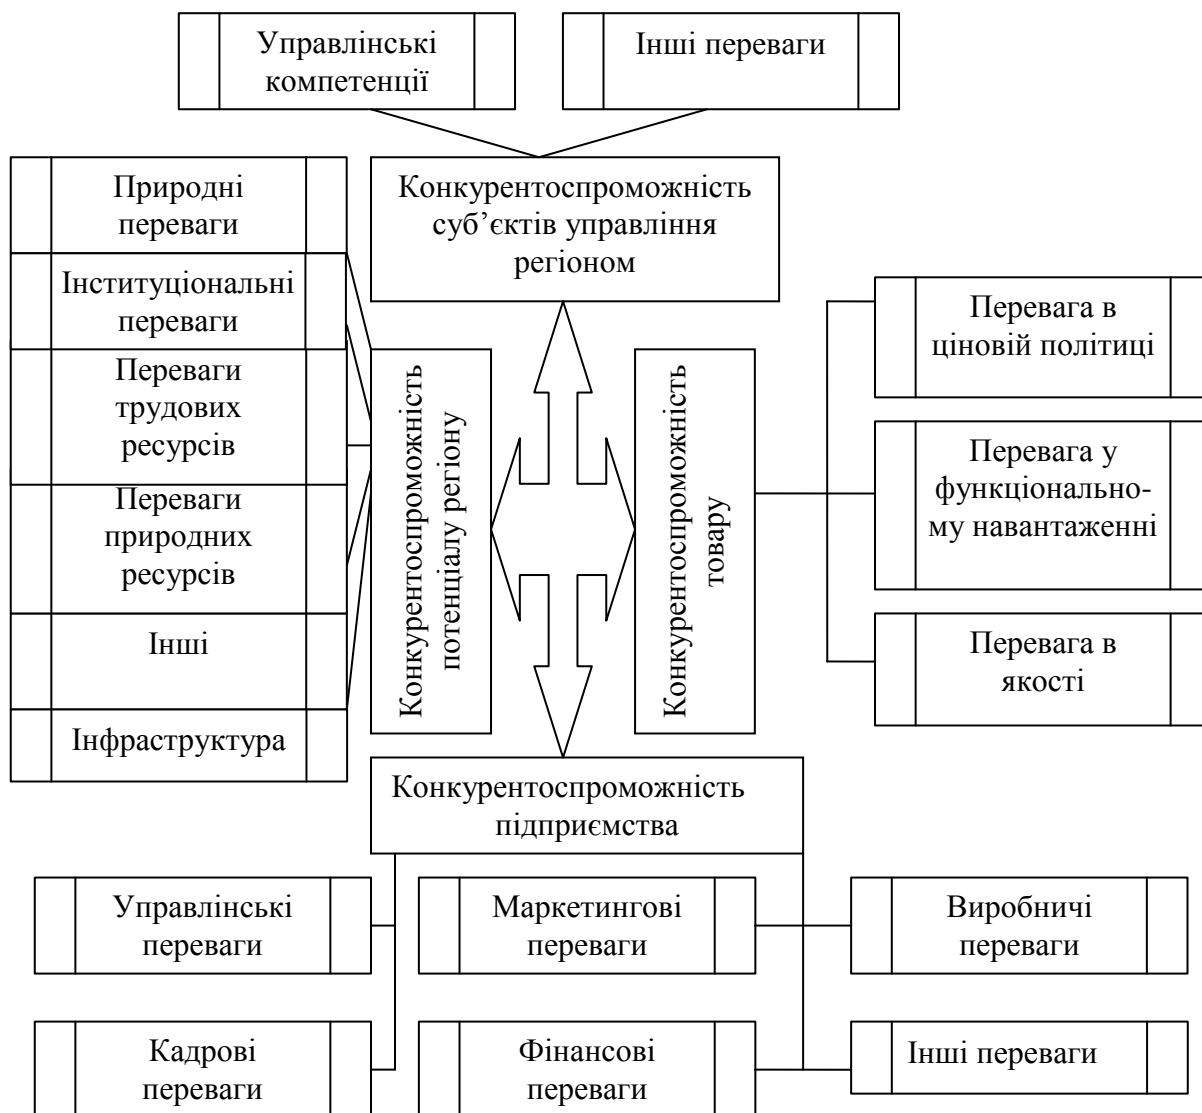 Управлінські
компетенції
Інші переваги
Природні
переваги
Інституціональні
переваги
Переваги
трудових
ресурсів
Переваги
природних
ресурсів
Інші
Інфраструктура
Конкурентоспроможність
суб’єктів управління
регіоном
Конкурентоспроможність
потенціалу регіону
Конкурентоспроможність
товару
Перевага в
ціновій політиці
Перевага у
функціонально-
му навантаженні
Перевага в
якості
Конкурентоспроможність
підприємства
Управлінські
переваги
Маркетингові
переваги
Виробничі
переваги
Кадрові
переваги
Фінансові
переваги
Інші переваги